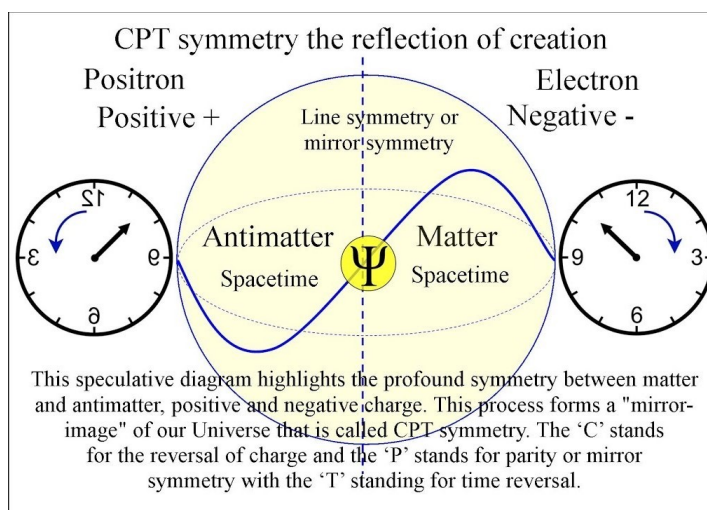 CPT symmetry the reflection of creation
Positron
Positive +
Electron
Negative -
Line symmetry or
mirror symmetry
12
3
9
6
12
9
3
6
Antimatter
Spacetime
Ψ
Matter
Spacetime
This speculative diagram highlights the profound symmetry between matter
and antimatter, positive and negative charge. This process forms a "mirror-
image" of our Universe that is called CPT symmetry. The ‘C’ stands
for the reversal of charge and the ‘P’ stands for parity or mirror
symmetry with the ‘T’ standing for time reversal.